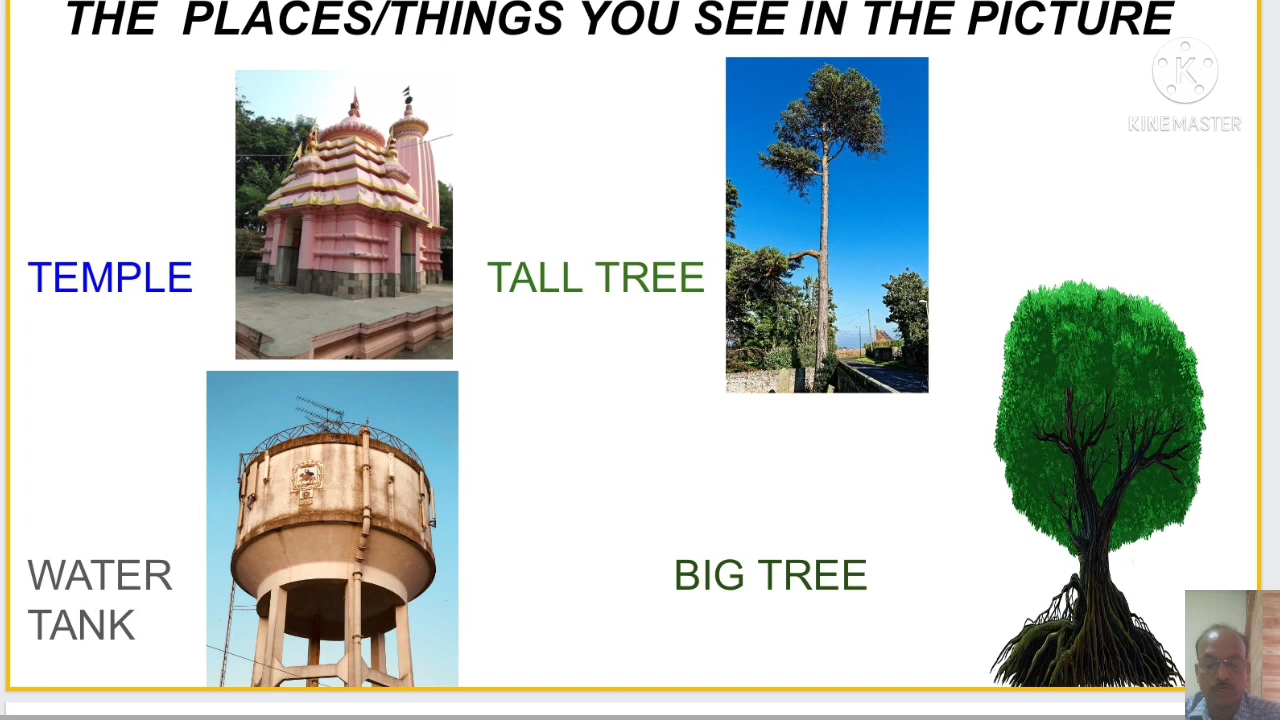 THE PLACES/THINGS YOU SEE IN THE PICTURE
K
KINEMASTER
TEMPLE
TALL TREE
WATER
TANK
BIG TREE